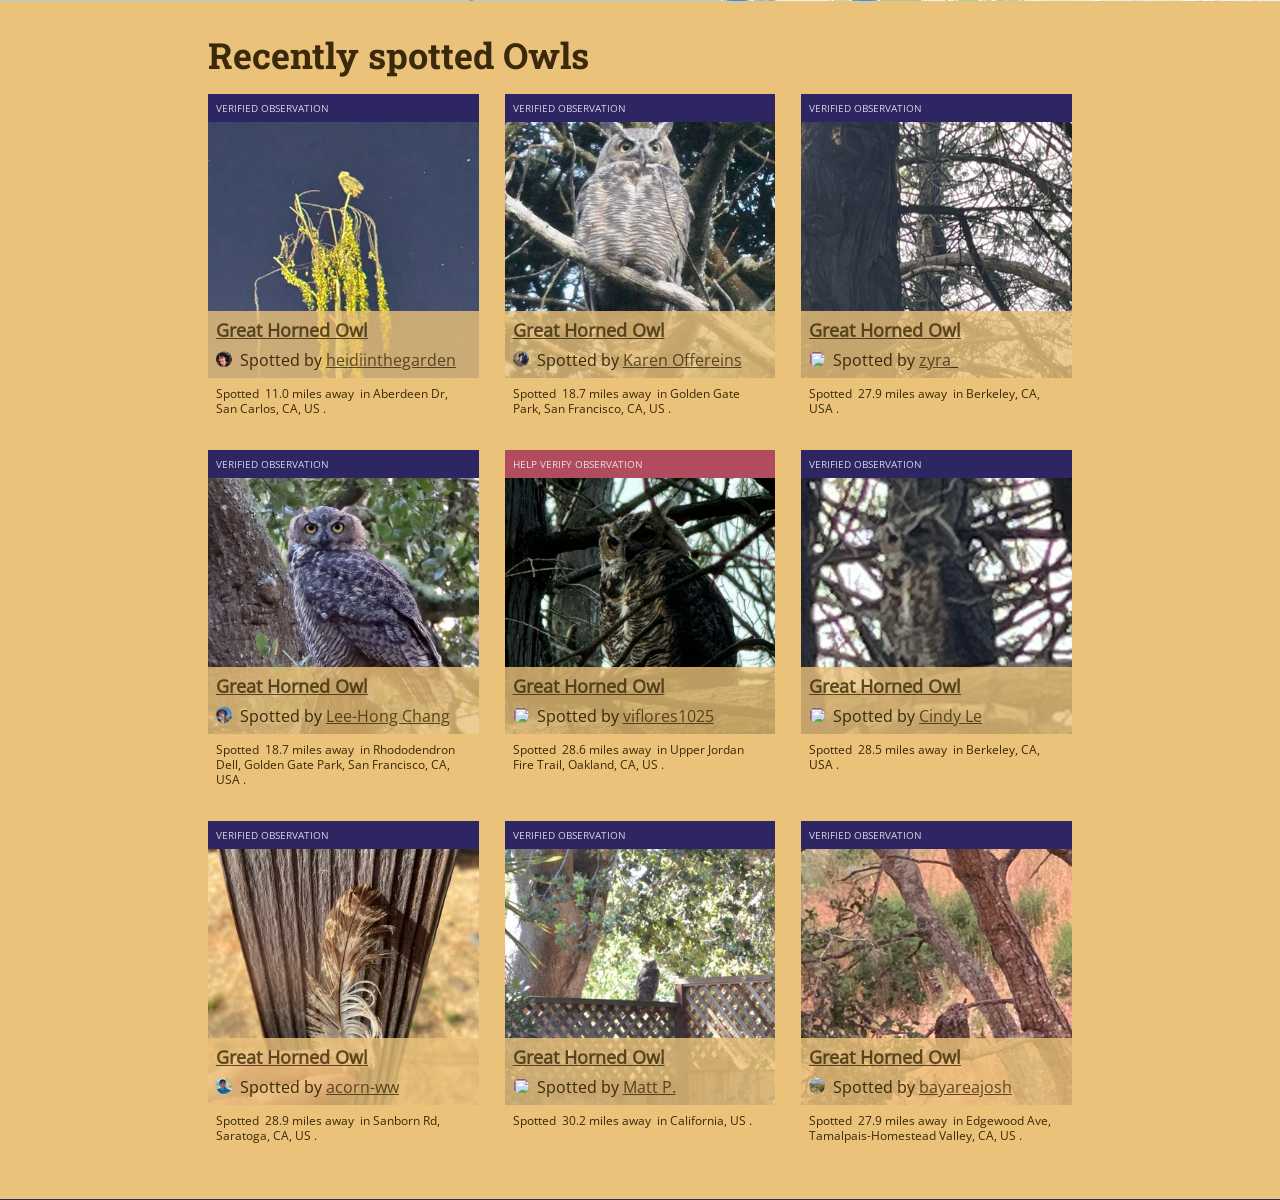 Recently spotted Owls
VERIFIED OBSERVATION
Great Horned Owl
Spotted by heidiinthegarden
Spotted 11.0 miles away in Aberdeen Dr,
San Carlos, CA, US .
VERIFIED OBSERVATION
Great Horned Owl
Spotted by Karen Offereins
Spotted 18.7 miles away in Golden Gate
Park, San Francisco, CA, US .
VERIFIED OBSERVATION
Great Horned Owl
Spotted by zyra_
Spotted 27.9 miles away in Berkeley, CA,
USA .
VERIFIED OBSERVATION
Great Horned Owl
Spotted by Lee-Hong Chang
Spotted 18.7 miles away in Rhododendron
Dell, Golden Gate Park, San Francisco, CA,
USA .
HELP VERIFY OBSERVATION
Great Horned Owl
Spotted by viflores1025
Spotted 28.6 miles away in Upper Jordan
Fire Trail, Oakland, CA, US .
VERIFIED OBSERVATION
Great Horned Owl
Spotted by Cindy Le
Spotted 28.5 miles away in Berkeley, CA,
USA .
VERIFIED OBSERVATION
Great Horned Owl
Spotted by acorn-ww
Spotted 28.9 miles away in Sanborn Rd,
Saratoga, CA, US .
VERIFIED OBSERVATION
Great Horned Owl
Spotted by Matt P.
Spotted 30.2 miles away in California, US .
VERIFIED OBSERVATION
Great Horned Owl
Spotted by bayareajosh
Spotted 27.9 miles away in Edgewood Ave,
Tamalpais-Homestead Valley, CA, US .